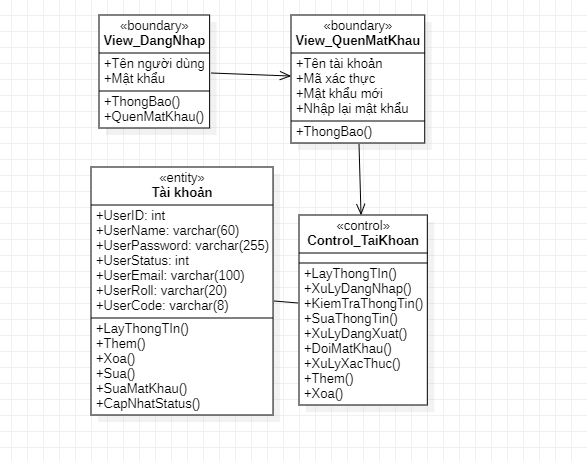 «boundary»
View_DangNhap
+Tên người dùng
+Mật khẩu
+ThongBao()
+QuenMatKhau()
«boundary»
View_QuenMatKhau
+Tên tài khoản
+Mã xác thực
+Mật khẩu mới
+Nhập lại mật khẩu
+ThongBao()
«entity»
Tài khoản
+UserID: int
+UserName: varchar(60)
+UserPassword: varchar(255)
+UserStatus: int
+UserEmail: varchar(100)
+UserRoll: varchar(20)
+UserCode: varchar(8)
+LayThongTIn()
+Them()
+Xoa()
+Sua()
+SuaMatKhau()
+CapNhatStatus()
«control»
Control_TaiKhoan
+LayThongTIn()
+XuLyDangNhap()
+KiemTraThongTin()
+SuaThongTin()
+XuLyDangXuat()
+DoiMatKhau()
+XuLyXacThuc()
+Them()
+Xoa()